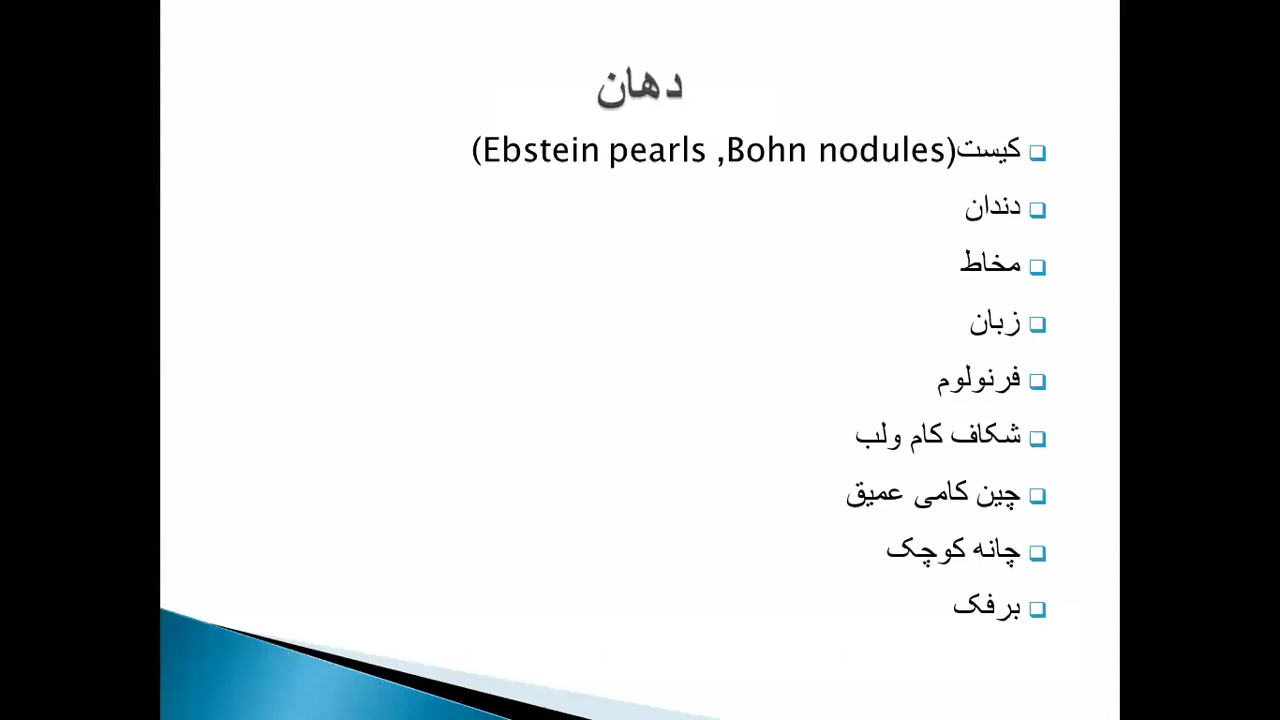 دهان
کیست(Ebstein pearls ,Bohn nodules)
دندان
مخاط
زبان
فرنولوم
شکاف کام ولب
چین کامی عمیق
چانه کوچک
برفک